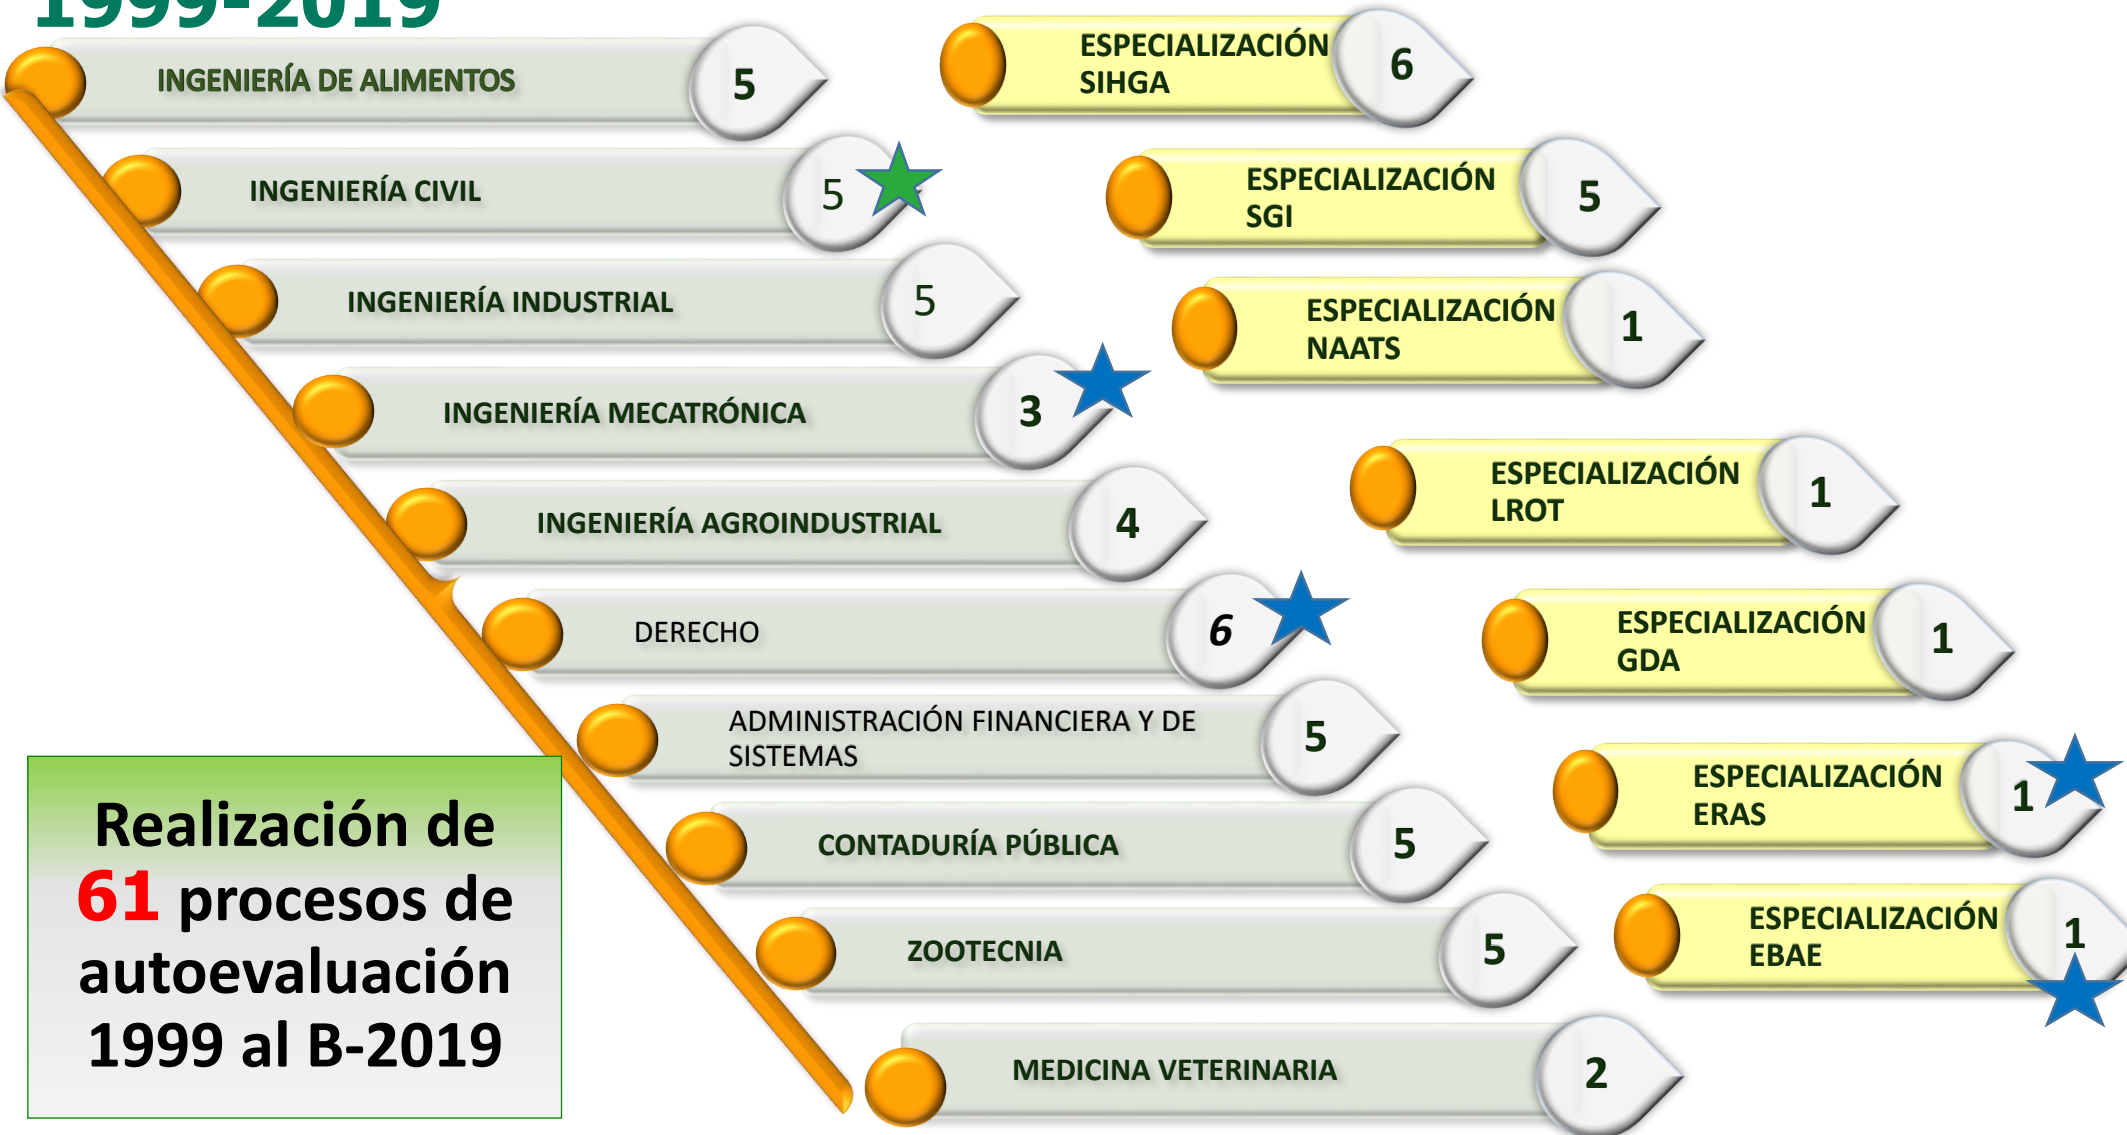 1999-2019
INGENIERÍA DE ALIMENTOS
5
INGENIERÍA CIVIL
5
INGENIERÍA INDUSTRIAL
5
INGENIERÍA MECATRÓNICA
3
INGENIERÍA AGROINDUSTRIAL
4
DERECHO
6
ADMINISTRACIÓN FINANCIERA Y DE
SISTEMAS
5
CONTADURÍA PÚBLICA
5
ZOOTECNIA
5
MEDICINA VETERINARIA
2
ESPECIALIZACIÓN
SIHGA
6
ESPECIALIZACIÓN
SGI
5
ESPECIALIZACIÓN
NAATS
1
ESPECIALIZACIÓN
LROT
1
ESPECIALIZACIÓN
GDA
1
ESPECIALIZACIÓN
ERAS
1
ESPECIALIZACIÓN
EBAE
1
Realización de
61 procesos de
autoevaluación
1999 al B-2019